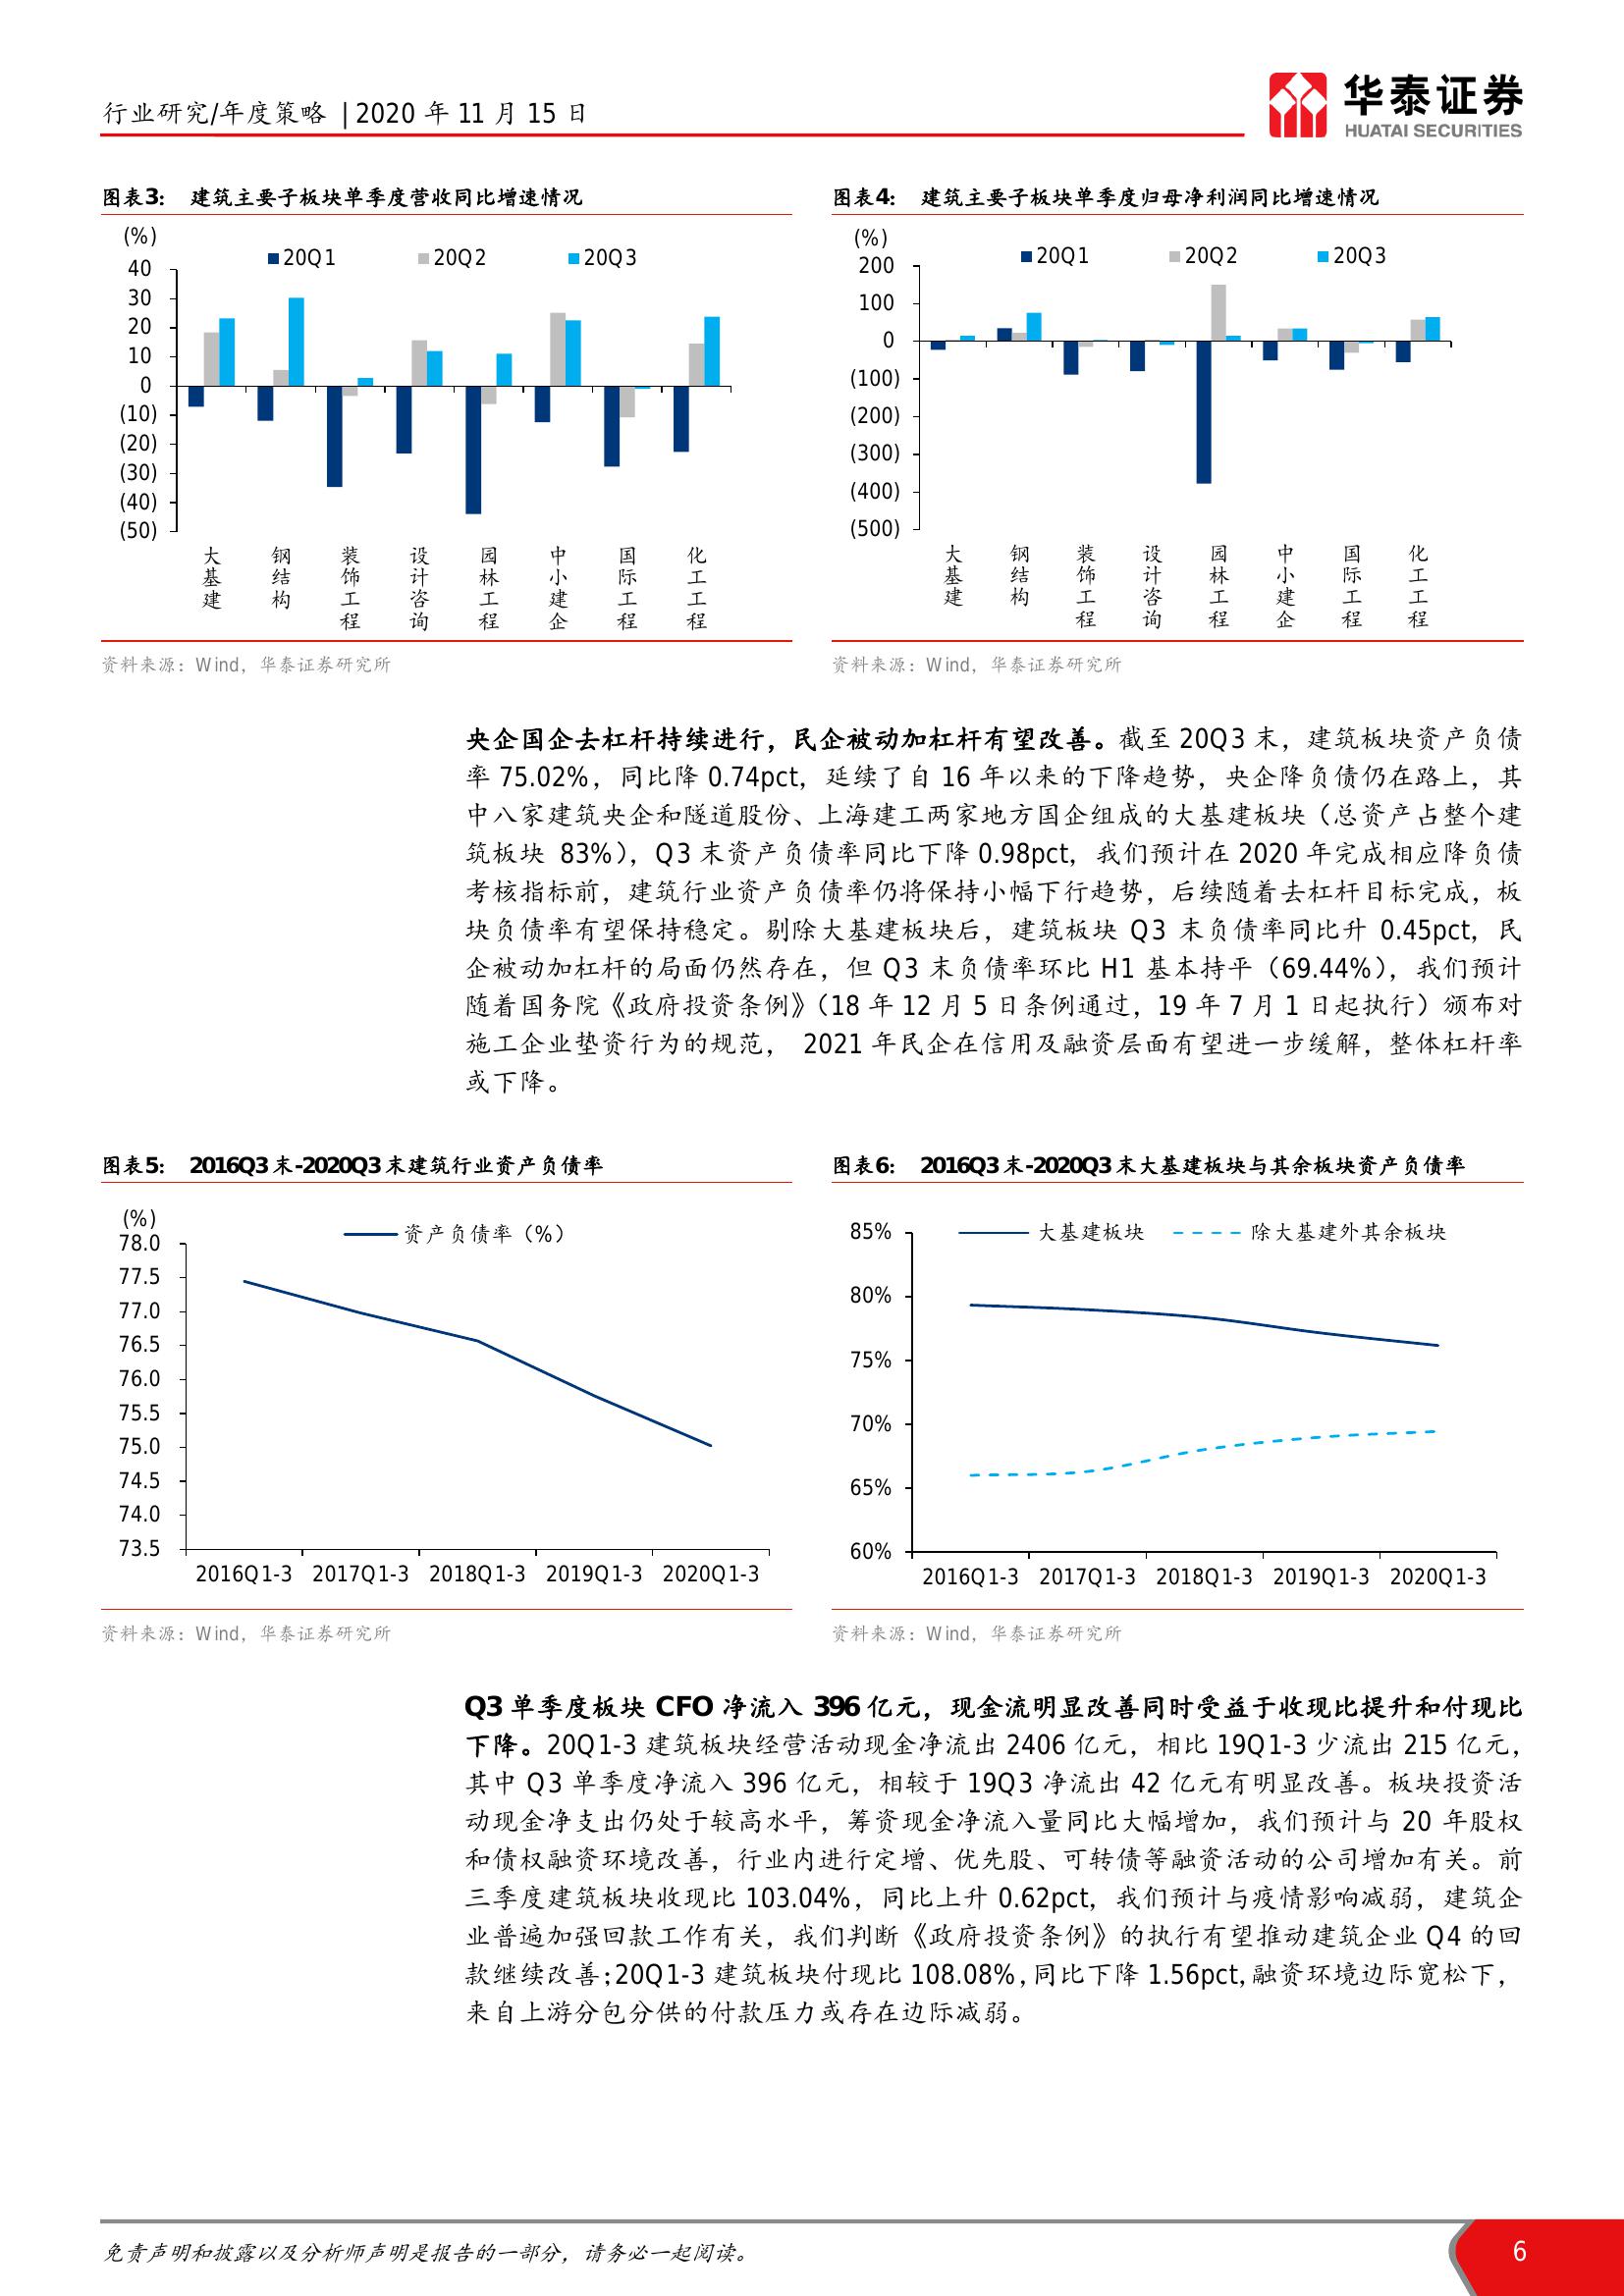 行业研究/年度策略 | 2020 年 11 月 15 日
华泰证券
HUATAI SECURITIES
图表3: 建筑主要子板块单季度营收同比增速情况
(%)
20Q1 20Q2 20Q3
40
30
20
10
0
(10)
(20)
(30)
(40)
(50)
大基建 钢结构 装饰工程 设计咨询 园林工程 中小建企 国际工程 化工工程
资料来源：Wind，华泰证券研究所
图表4: 建筑主要子板块单季度归母净利润同比增速情况
(%)
20Q1 20Q2 20Q3
200
100
0
(100)
(200)
(300)
(400)
(500)
大基建 钢结构 装饰工程 设计咨询 园林工程 中小建企 国际工程 化工工程
资料来源：Wind，华泰证券研究所
央企国企去杠杆持续进行，民企被动加杠杆有望改善。截至 20Q3 末，建筑板块资产负债
率 75.02%，同比降 0.74pct，延续了自 16 年以来的下降趋势，央企降负债仍在路上，其
中八家建筑央企和隧道股份、上海建工两家地方国企组成的大基建板块（总资产占整个建
筑板块 83%），Q3 末资产负债率同比下降 0.98pct，我们预计在 2020 年完成相应降负债
考核指标前，建筑行业资产负债率仍将保持小幅下行趋势，后续随着去杠杆目标完成，板
块负债率有望保持稳定。剔除大基建板块后，建筑板块 Q3 末负债率同比升 0.45pct，民
企被动加杠杆的局面仍然存在，但 Q3 末负债率环比 H1 基本持平（69.44%），我们预计
随着国务院《政府投资条例》（18 年 12 月 5 日条例通过，19 年 7 月 1 日起执行）颁布对
施工企业垫资行为的规范， 2021 年民企在信用及融资层面有望进一步缓解，整体杠杆率
或下降。
图表5: 2016Q3 末-2020Q3 末建筑行业资产负债率
(%)
资产负债率（%）
78.0
77.5
77.0
76.5
76.0
75.5
75.0
74.5
74.0
73.5
2016Q1-3 2017Q1-3 2018Q1-3 2019Q1-3 2020Q1-3
资料来源：Wind，华泰证券研究所
图表6: 2016Q3 末-2020Q3 末大基建板块与其余板块资产负债率
大基建板块 除大基建外其余板块
85%
80%
75%
70%
65%
60%
2016Q1-3 2017Q1-3 2018Q1-3 2019Q1-3 2020Q1-3
资料来源：Wind，华泰证券研究所
Q3 单季度板块 CFO 净流入 396 亿元，现金流明显改善同时受益于收现比提升和付现比
下降。20Q1-3 建筑板块经营活动现金净流出 2406 亿元，相比 19Q1-3 少流出 215 亿元，
其中 Q3 单季度净流入 396 亿元，相较于 19Q3 净流出 42 亿元有明显改善。板块投资活
动现金净支出仍处于较高水平，筹资现金净流入量同比大幅增加，我们预计与 20 年股权
和债权融资环境改善，行业内进行定增、优先股、可转债等融资活动的公司增加有关。前
三季度建筑板块收现比 103.04%，同比上升 0.62pct，我们预计与疫情影响减弱，建筑企
业普遍加强回款工作有关，我们判断《政府投资条例》的执行有望推动建筑企业 Q4 的回
款继续改善；20Q1-3 建筑板块付现比 108.08%，同比下降 1.56pct，融资环境边际宽松下，
来自上游分包分供的付款压力或存在边际减弱。
免责声明和披露以及分析师声明是报告的一部分，请务必一起阅读。
6